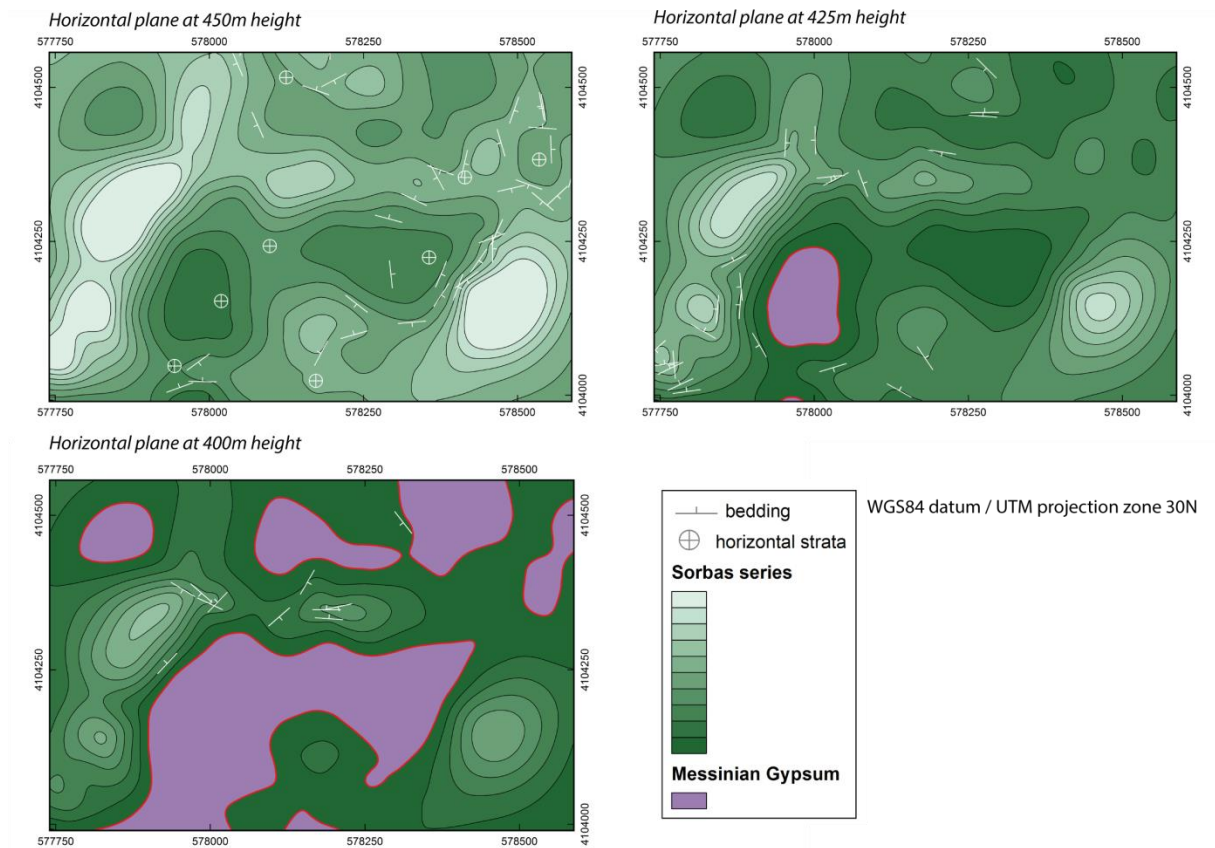 Horizontal plane at 450m height
577750 578000 578250 578500
4104500 4104500
4104250 4104250
4104000 4104000
577750 578000 578250 578500
Horizontal plane at 425m height
577750 578000 578250 578500
4104500 4104500
4104250 4104250
4104000 4104000
577750 578000 578250 578500
Horizontal plane at 400m height
577750 578000 578250 578500
4104500 4104500
4104250 4104250
4104000 4104000
577750 578000 578250 578500
bedding
horizontal strata
Sorbas series
Messinian Gypsum
WGS84 datum / UTM projection zone 30N